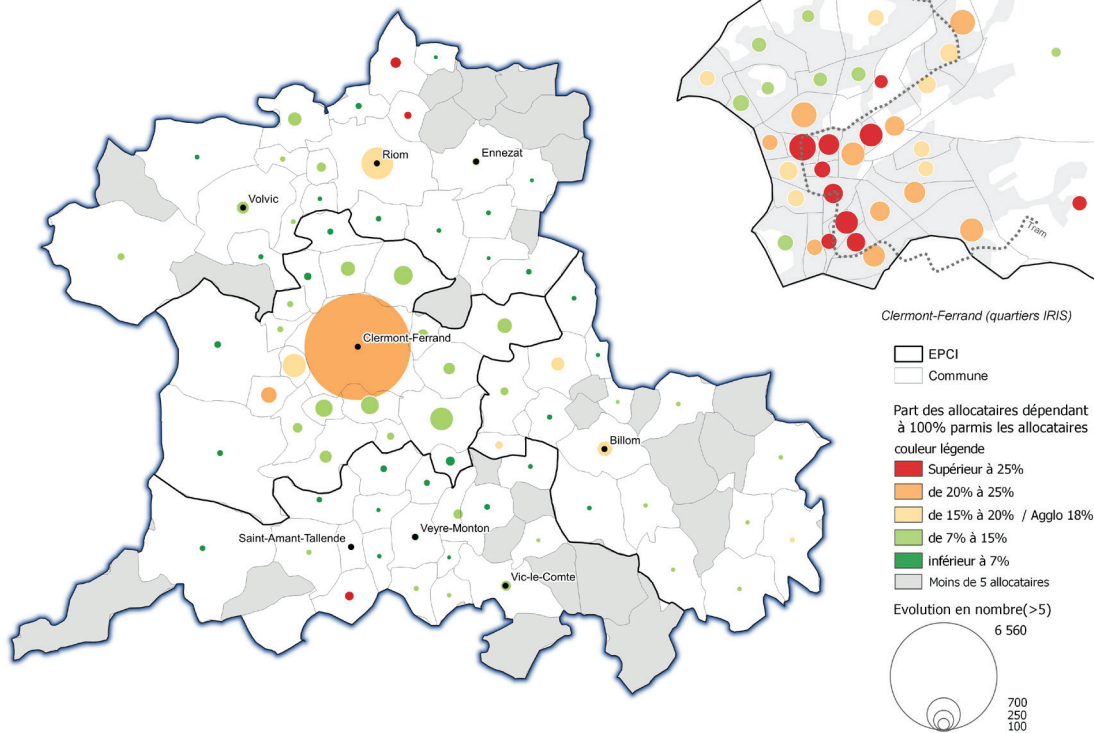 Riom
Ennezat
Volvic
Clermont-Ferrand
Billom
Veyre-Monton
Saint-Amant-Tallende
Vic-le-Comte
Tram
Clermont-Ferrand (quartiers IRIS)
EPCI
Commune
Part des allocataires dépendant
à 100% parmis les allocataires
couleur légende
Supérieur à 25%
de 20% à 25%
de 15% à 20% / Agglo 18%
de 7% à 15%
inférieur à 7%
Moins de 5 allocataires
Evolution en nombre(>5)
6 560
700
250
100